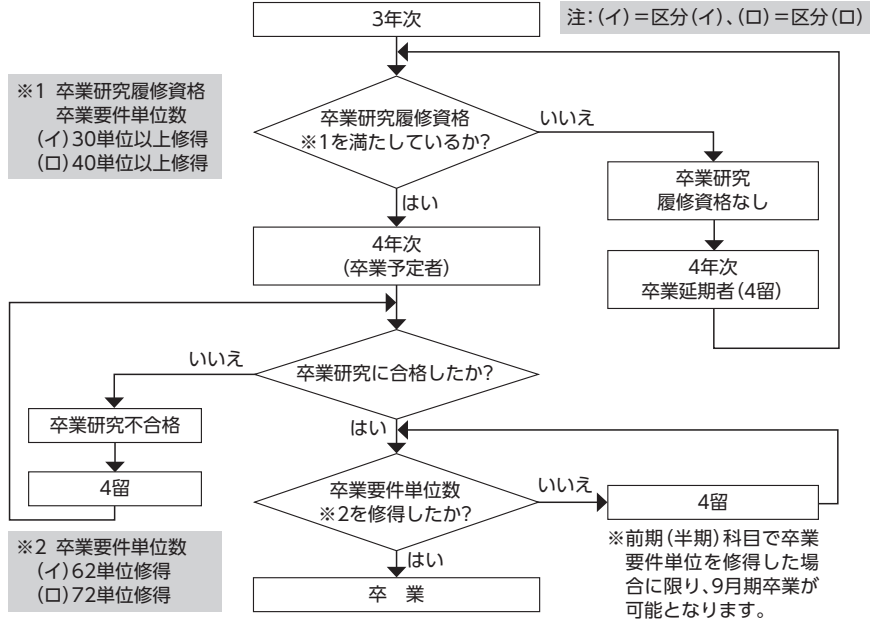 3年次
注：(イ)＝区分(イ)、(ロ)＝区分(ロ)
※1 卒業研究履修資格
卒業要件単位数
(イ)30単位以上修得
(ロ)40単位以上修得
卒業研究履修資格
※1を満たしているか？
いいえ
はい
卒業研究
履修資格なし
4年次
(卒業予定者)
4年次
卒業延期者(4留)
いいえ
卒業研究に合格したか？
卒業研究不合格
はい
4留
卒業要件単位数
※2を修得したか？
いいえ
4留
※2 卒業要件単位数
(イ)62単位修得
(ロ)72単位修得
はい
卒　業
※前期(半期)科目で卒業
要件単位を修得した場
合に限り、9月期卒業が
可能となります。